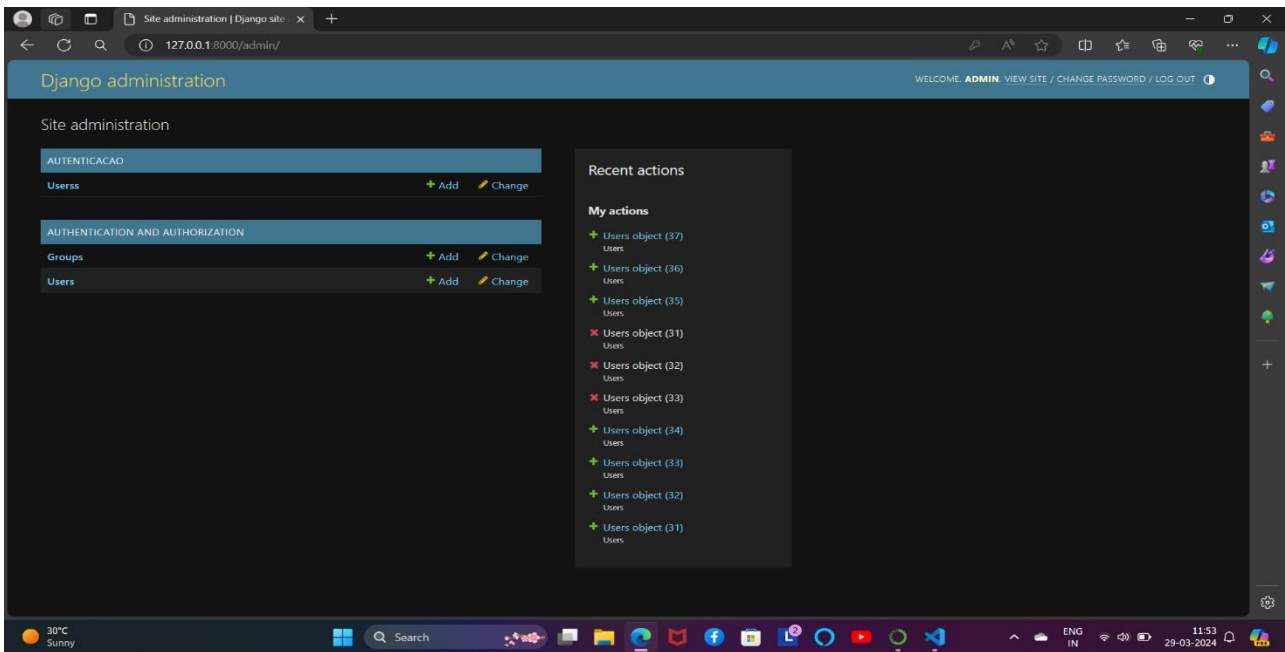 Site administration | Django site
127.0.0.1:8000/admin/
Django administration
WELCOME, ADMIN. VIEW SITE / CHANGE PASSWORD / LOG OUT
Site administration
AUTENTICACAO
Userss + Add Change
AUTHENTICATION AND AUTHORIZATION
Groups + Add Change
Users + Add Change
Recent actions
My actions
Users object (37)
Users
Users object (36)
Users
Users object (35)
Users
Users object (31)
Users
Users object (32)
Users
Users object (33)
Users
Users object (34)
Users
Users object (33)
Users
Users object (32)
Users
Users object (31)
Users
30°C
Sunny
Search
2
ENG
IN
11:53
29-03-2024